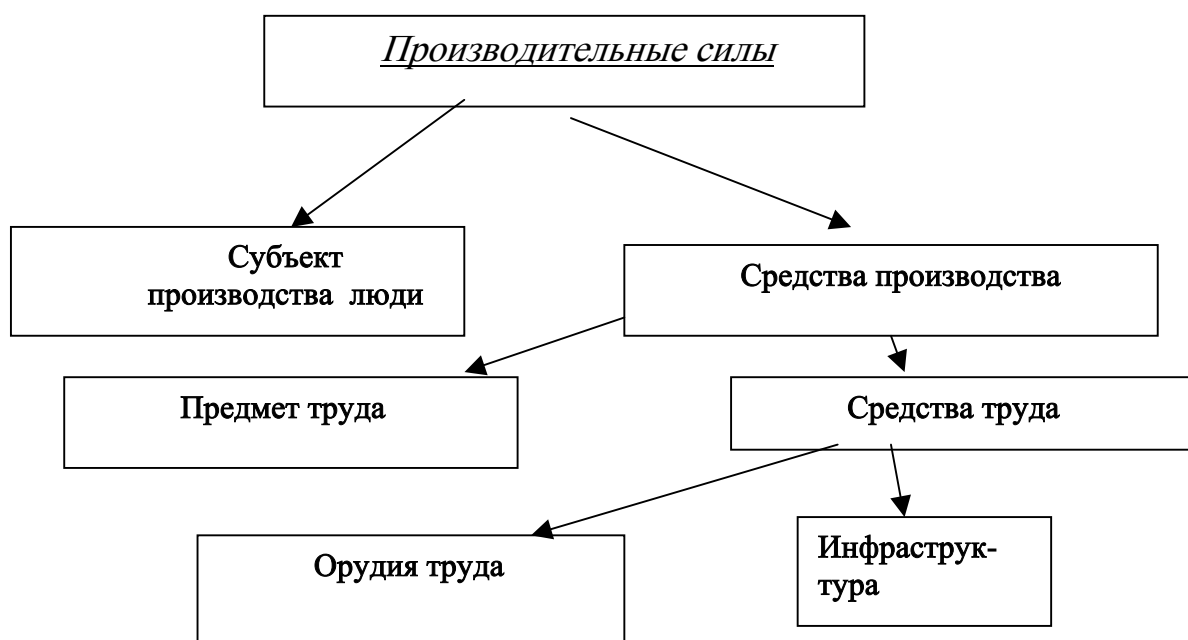 Производительные силы
Субъект
производства люди
Средства производства
Предмет труда
Средства труда
Орудия труда
Инфраструк-
тура